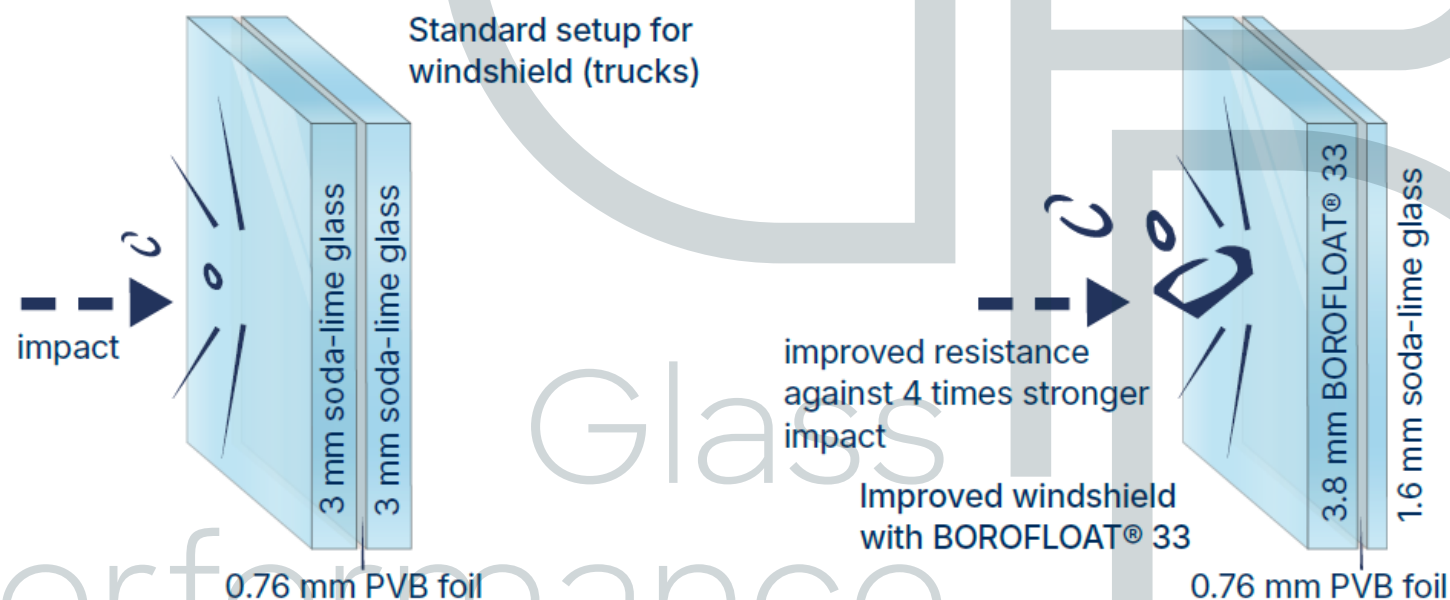 Standard setup for
windshield (trucks)
impact
3 mm soda-lime glass
3 mm soda-lime glass
0.76 mm PVB foil
improved resistance
against 4 times stronger
impact
Improved windshield
with BOROFLOAT® 33
3.8 mm BOROFLOAT® 33
1.6 mm soda-lime glass
0.76 mm PVB foil
Glass
erformance